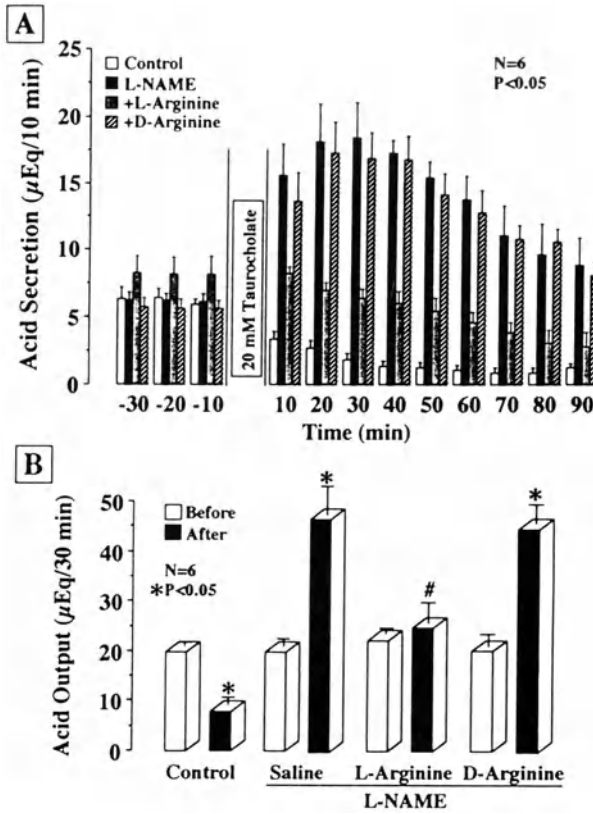 A
Acid Secretion (µEq/10 min)
25
20
15
10
5
0
Control
L-NAME
+L-Arginine
+D-Arginine
N=6
P<0.05
20 mM Taurocholate
-30 -20 -10 10 20 30 40 50 60 70 80 90
Time (min)
B
Acid Output (µEq/30 min)
50
40
30
20
10
0
Before
After
N=6
*P<0.05
*
*
#
*
Control Saline L-Arginine D-Arginine
L-NAME